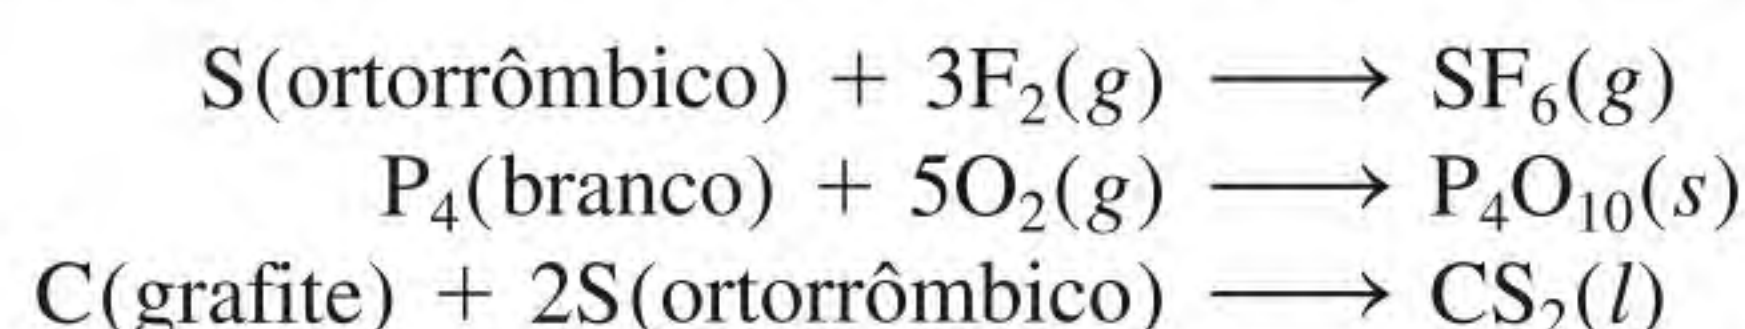 S(ortorrômbico) + 3F₂(g) ⟶ SF₆(g)
P₄(branco) + 5O₂(g) ⟶ P₄O₁₀(s)
C(grafite) + 2S(ortorrômbico) ⟶ CS₂(l)